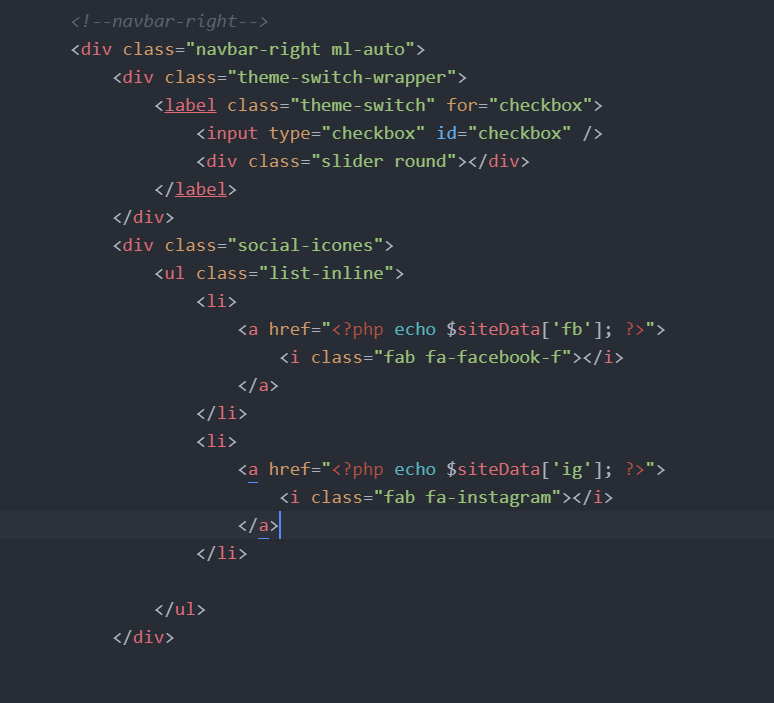 <!--navbar-right-->
<div class="navbar-right ml-auto">
<div class="theme-switch-wrapper">
<label class="theme-switch" for="checkbox">
<input type="checkbox" id="checkbox" />
<div class="slider round"></div>
</label>
</div>
<div class="social-icones">
<ul class="list-inline">
<li>
<a href="<?php echo $siteData['fb']; ?>">
<i class="fab fa-facebook-f"></i>
</a>
</li>
<li>
<a href="<?php echo $siteData['ig']; ?>">
<i class="fab fa-instagram"></i>
</a>
</li>
</ul>
</div>